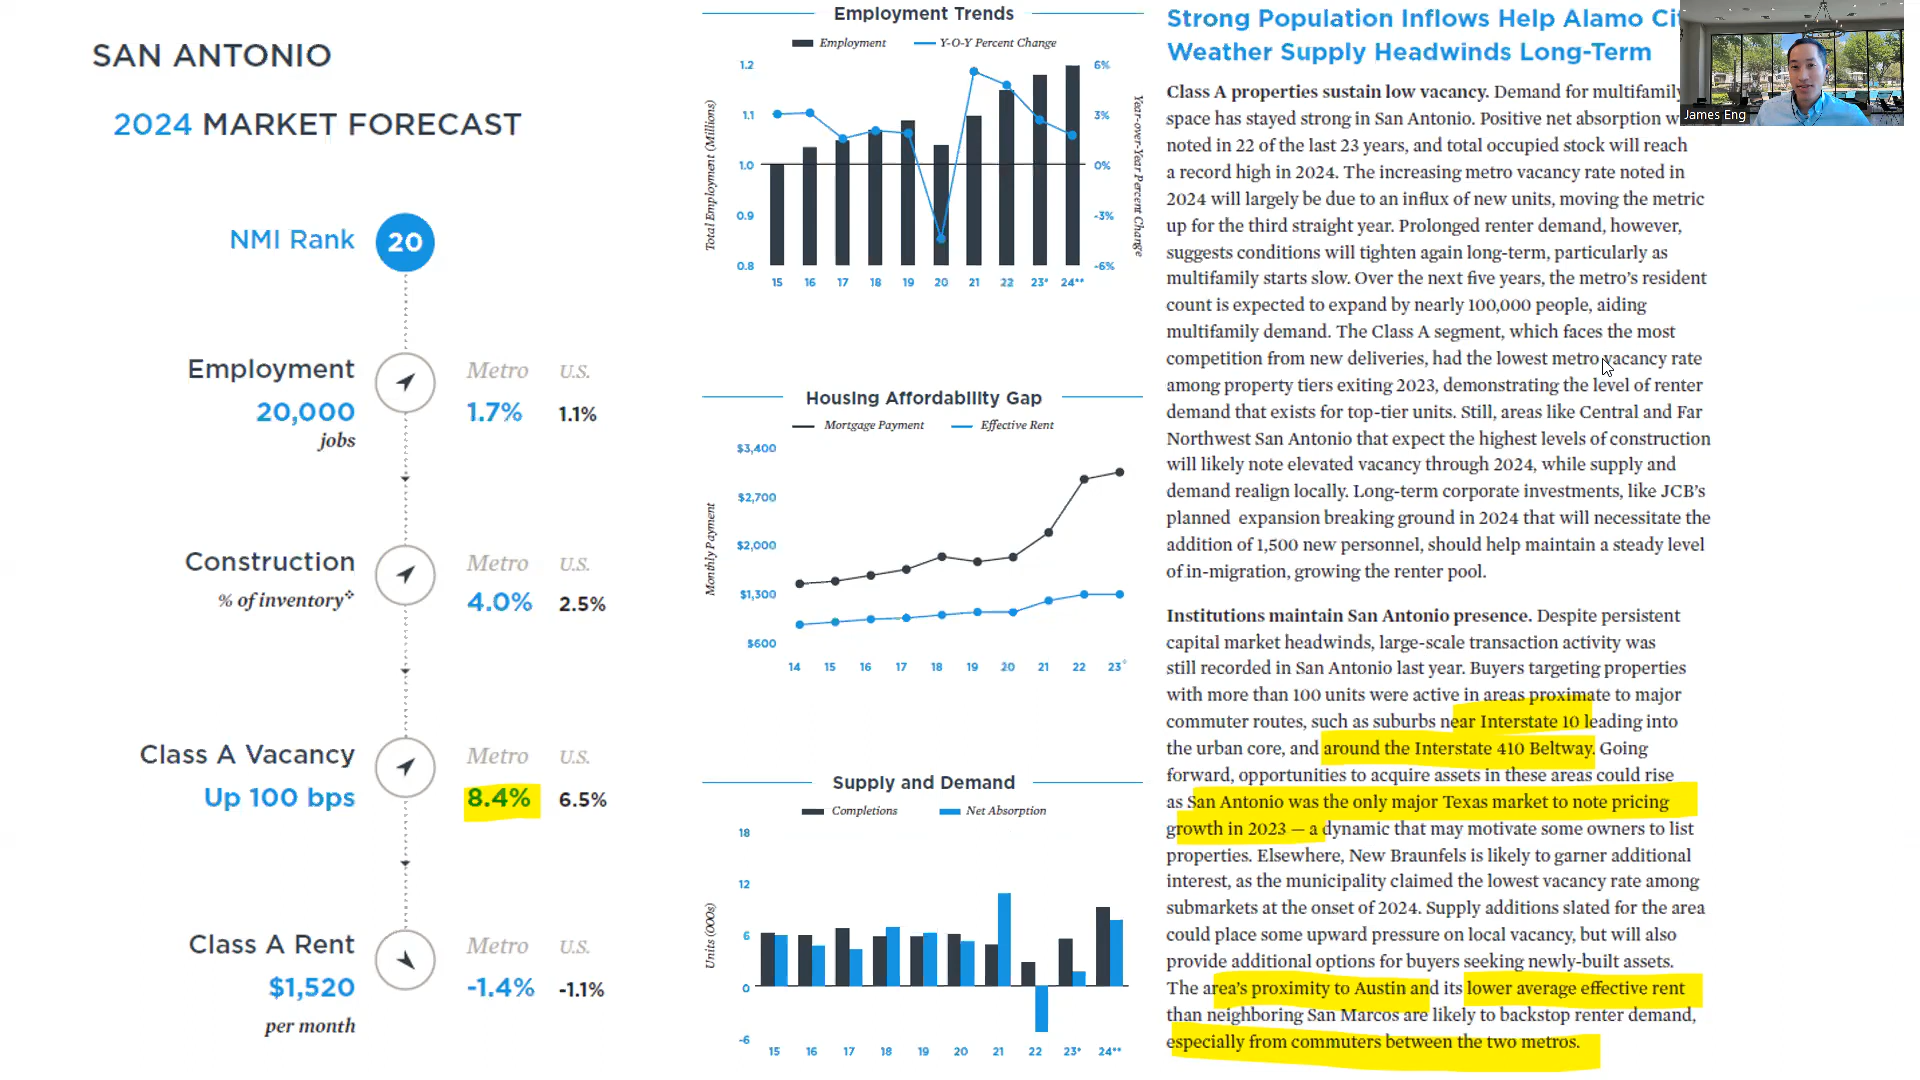 SAN ANTONIO
2024 MARKET FORECAST
NMI Rank
20
Employment
20,000
jobs
Metro
U.S.
1.7%
1.1%
Construction
% of inventory❖
Metro
U.S.
4.0%
2.5%
Class A Vacancy
Up 100 bps
Metro
U.S.
8.4%
6.5%
Class A Rent
$1,520
per month
Metro
U.S.
-1.4%
-1.1%
Employment Trends
Employment
Y-O-Y Percent Change
Total Employment (Millions)
1.2
1.1
1.0
0.9
0.8
6%
3%
0%
-3%
-6%
Year-over-Year Percent Change
15 16 17 18 19 20 21 22 23* 24**
Housing Affordability Gap
Mortgage Payment
Effective Rent
Monthly Payment
$3,400
$2,700
$2,000
$1,300
$600
14 15 16 17 18 19 20 21 22 23
Supply and Demand
Completions
Net Absorption
Units (000s)
18
12
6
0
-6
15 16 17 18 19 20 21 22 23* 24**
Strong Population Inflows Help Alamo
Weather Supply Headwinds Long-Term
Class A properties sustain low vacancy. Demand for multifamily
space has stayed strong in San Antonio. Positive net absorption
noted in 22 of the last 23 years, and total occupied stock will reach
a record high in 2024. The increasing metro vacancy rate noted in
2024 will largely be due to an influx of new units, moving the metric
up for the third straight year. Prolonged renter demand, however,
suggests conditions will tighten again long-term, particularly as
multifamily starts slow. Over the next five years, the metro's resident
count is expected to expand by nearly 100,000 people, aiding
multifamily demand. The Class A segment, which faces the most
competition from new deliveries, had the lowest metro vacancy rate
among property tiers exiting 2023, demonstrating the level of renter
demand that exists for top-tier units. Still, areas like Central and Far
Northwest San Antonio that expect the highest levels of construction
will likely note elevated vacancy through 2024, while supply and
demand realign locally. Long-term corporate investments, like JCB's
planned expansion breaking ground in 2024 that will necessitate the
addition of 1,500 new personnel, should help maintain a steady level
of in-migration, growing the renter pool.
Institutions maintain San Antonio presence. Despite persistent
capital market headwinds, large-scale transaction activity was
still recorded in San Antonio last year. Buyers targeting properties
with more than 100 units were active in areas proximate to major
commuter routes, such as suburbs near Interstate 10 leading into
the urban core, and around the Interstate 410 Beltway. Going
forward, opportunities to acquire assets in these areas could rise
as San Antonio was the only major Texas market to note pricing
growth in 2023 — a dynamic that may motivate some owners to list
properties. Elsewhere, New Braunfels is likely to garner additional
interest, as the municipality claimed the lowest vacancy rate among
submarkets at the onset of 2024. Supply additions slated for the area
could place some upward pressure on local vacancy, but will also
provide additional options for buyers seeking newly-built assets.
The area's proximity to Austin and its lower average effective rent
than neighboring San Marcos are likely to backstop renter demand,
especially from commuters between the two metros.
James Eng